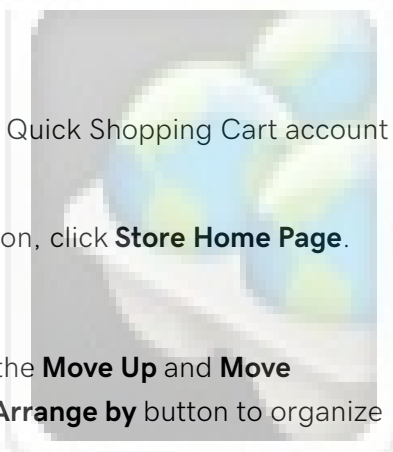 Quick Shopping Cart account
on, click Store Home Page.
the Move Up and Move
Arrange by button to organize